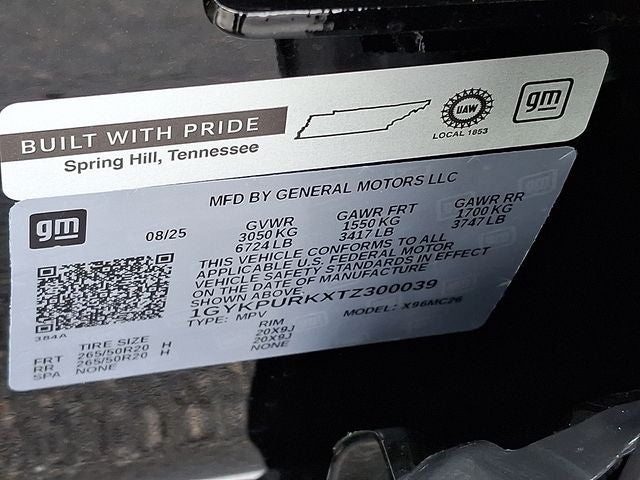 BUILT WITH PRIDE
Spring Hill, Tennessee
UAW
LOCAL 1853
gm
MFD BY GENERAL MOTORS LLC
gm
08/25
GVWR
3050 KG
6724 LB
GAWR FRT
1550 KG
3417 LB
GAWR RR
1700 KG
3747 LB
THIS VEHICLE CONFORMS TO ALL
APPLICABLE U.S. FEDERAL MOTOR
VEHICLE SAFETY STANDARDS IN EFFECT
ON THE DATE OF MANUFACTURE
SHOWN ABOVE.
1GYKPURKXTZ300039
TYPE: MPV
MODEL: X96MC26
384A
TIRE SIZE
RIM
FRT 265/50R20 H 20X9J
RR 265/50R20 H 20X9J
SPA NONE NONE